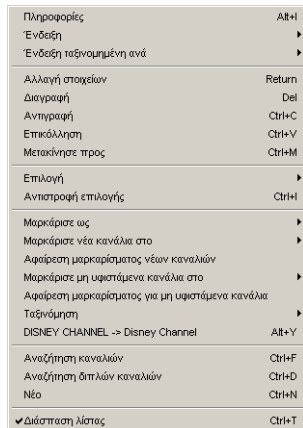 Πληροφορίες Alt+I
Ένδειξη
Ένδειξη ταξινομημένη ανά
Αλλαγή στοιχείων Return
Διαγραφή Del
Αντιγραφή Ctrl+C
Επικόλληση Ctrl+V
Μετακίνησε προς Ctrl+M
Επιλογή
Αντιστροφή επιλογής Ctrl+I
Μαρκάρισε ως
Μαρκάρισε νέα κανάλια στο
Αφαίρεση μαρκαρίσματος νέων καναλιών
Μαρκάρισε μη υφιστάμενα κανάλια στο
Αφαίρεση μαρκαρίσματος για μη υφιστάμενα κανάλια
Ταξινόμηση
DISNEY CHANNEL -> Disney Channel Alt+Y
Αναζήτηση καναλιών Ctrl+F
Αναζήτηση διπλών καναλιών Ctrl+D
Νέο Ctrl+N
Διάσπαση λίστας Ctrl+T